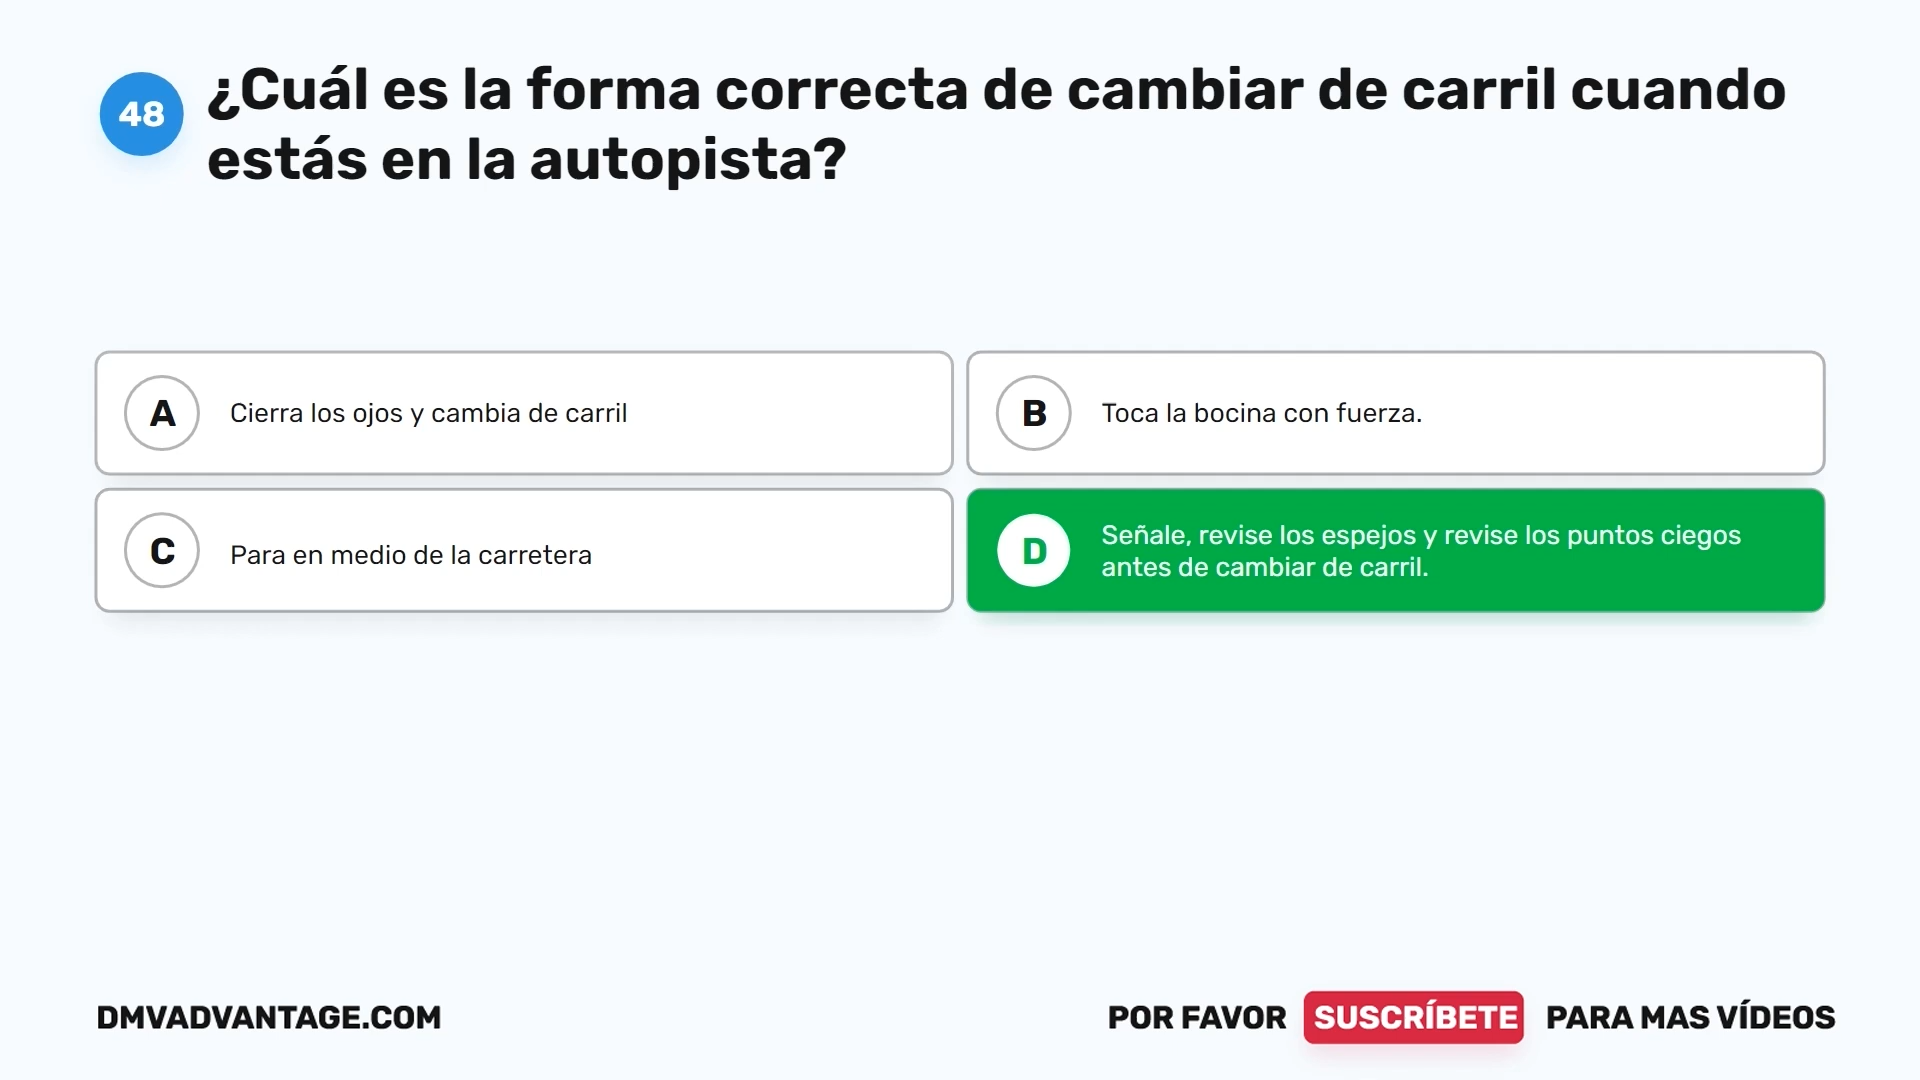 48
¿Cuál es la forma correcta de cambiar de carril cuando
estás en la autopista?
A
Cierra los ojos y cambia de carril
B
Toca la bocina con fuerza.
C
Para en medio de la carretera
D
Señale, revise los espejos y revise los puntos ciegos
antes de cambiar de carril.
DMVADVANTAGE.COM
POR FAVOR SUSCRÍBETE PARA MAS VÍDEOS